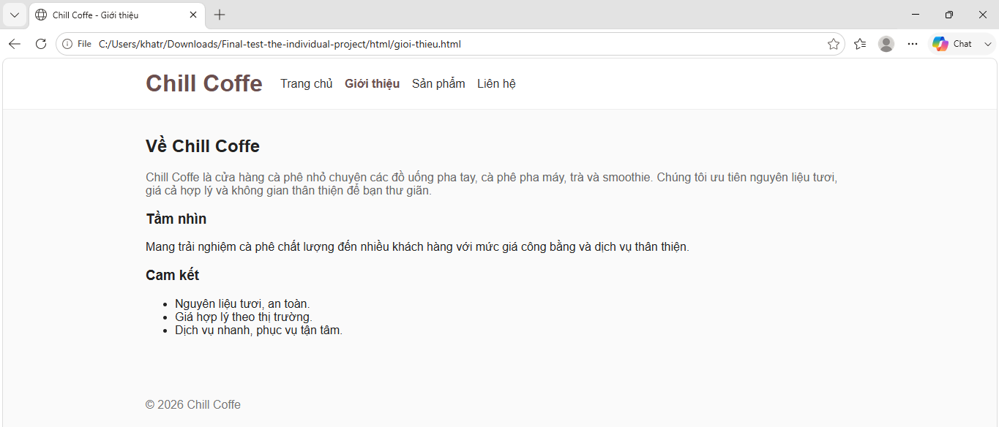 Chill Coffe - Giới thiệu
File C:/Users/khatr/Downloads/Final-test-the-individual-project/html/gioi-thieu.html
Chat
Chill Coffe Trang chủ Giới thiệu Sản phẩm Liên hệ
Về Chill Coffe
Chill Coffe là cửa hàng cà phê nhỏ chuyên các đồ uống pha tay, cà phê pha máy, trà và smoothie. Chúng tôi ưu tiên nguyên liệu tươi,
giá cả hợp lý và không gian thân thiện để bạn thư giãn.
Tầm nhìn
Mang trải nghiệm cà phê chất lượng đến nhiều khách hàng với mức giá công bằng và dịch vụ thân thiện.
Cam kết
• Nguyên liệu tươi, an toàn.
• Giá hợp lý theo thị trường.
• Dịch vụ nhanh, phục vụ tận tâm.
© 2026 Chill Coffe